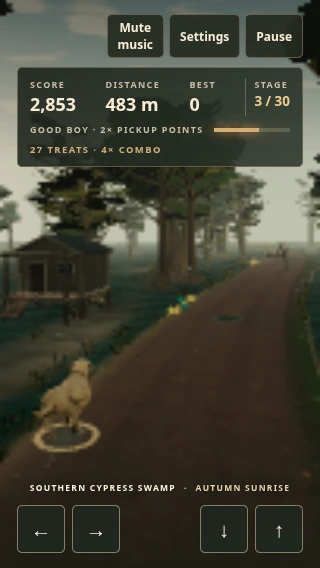 Mute music
Settings
Pause
SCORE DISTANCE BEST STAGE
2,853 483 m 0 3 / 30
GOOD BOY · 2× PICKUP POINTS
27 TREATS · 4× COMBO
SOUTHERN CYPRESS SWAMP · AUTUMN SUNRISE
← → ↓ ↑